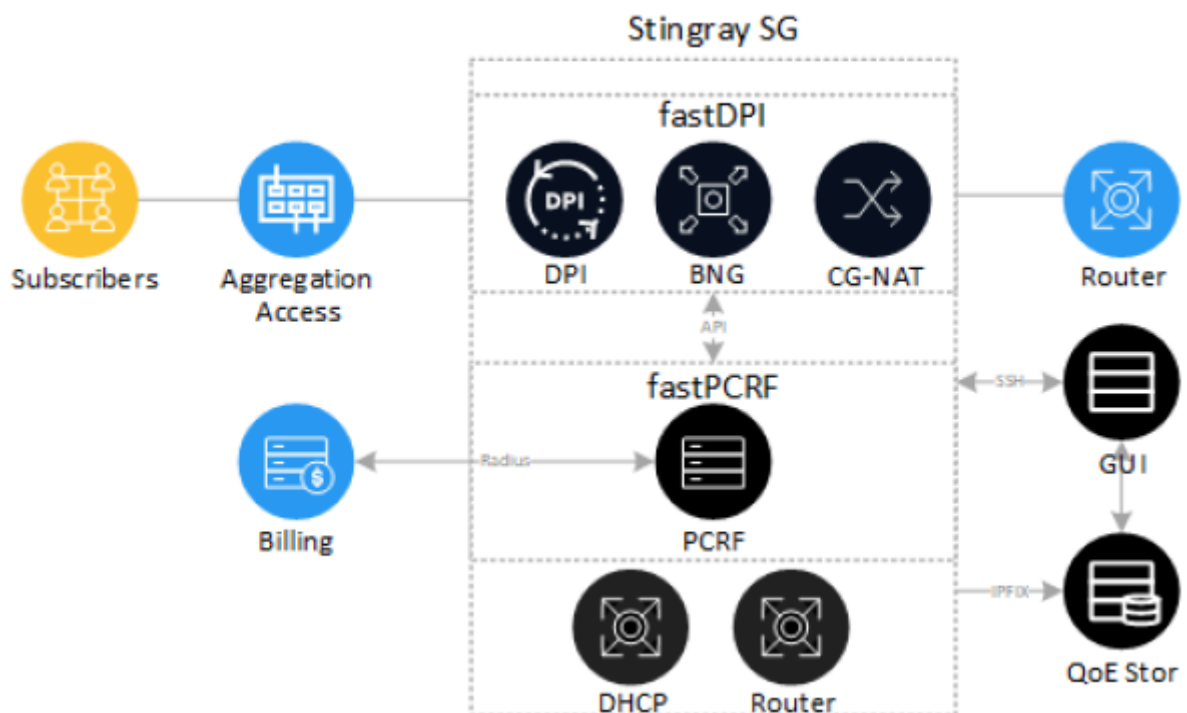 Stingray SG
fastDPI
DPI
Subscribers
Aggregation
Access
DPI
BNG
CG-NAT
Router
API
fastPCRF
SSH
Radius
GUI
Billing
PCRF
IPFIX
DHCP
Router
QoE Stor